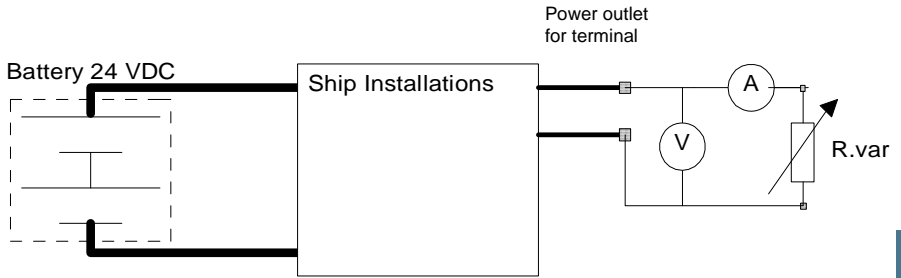 Power outlet
for terminal
Battery 24 VDC
Ship Installations
A
V
R.var